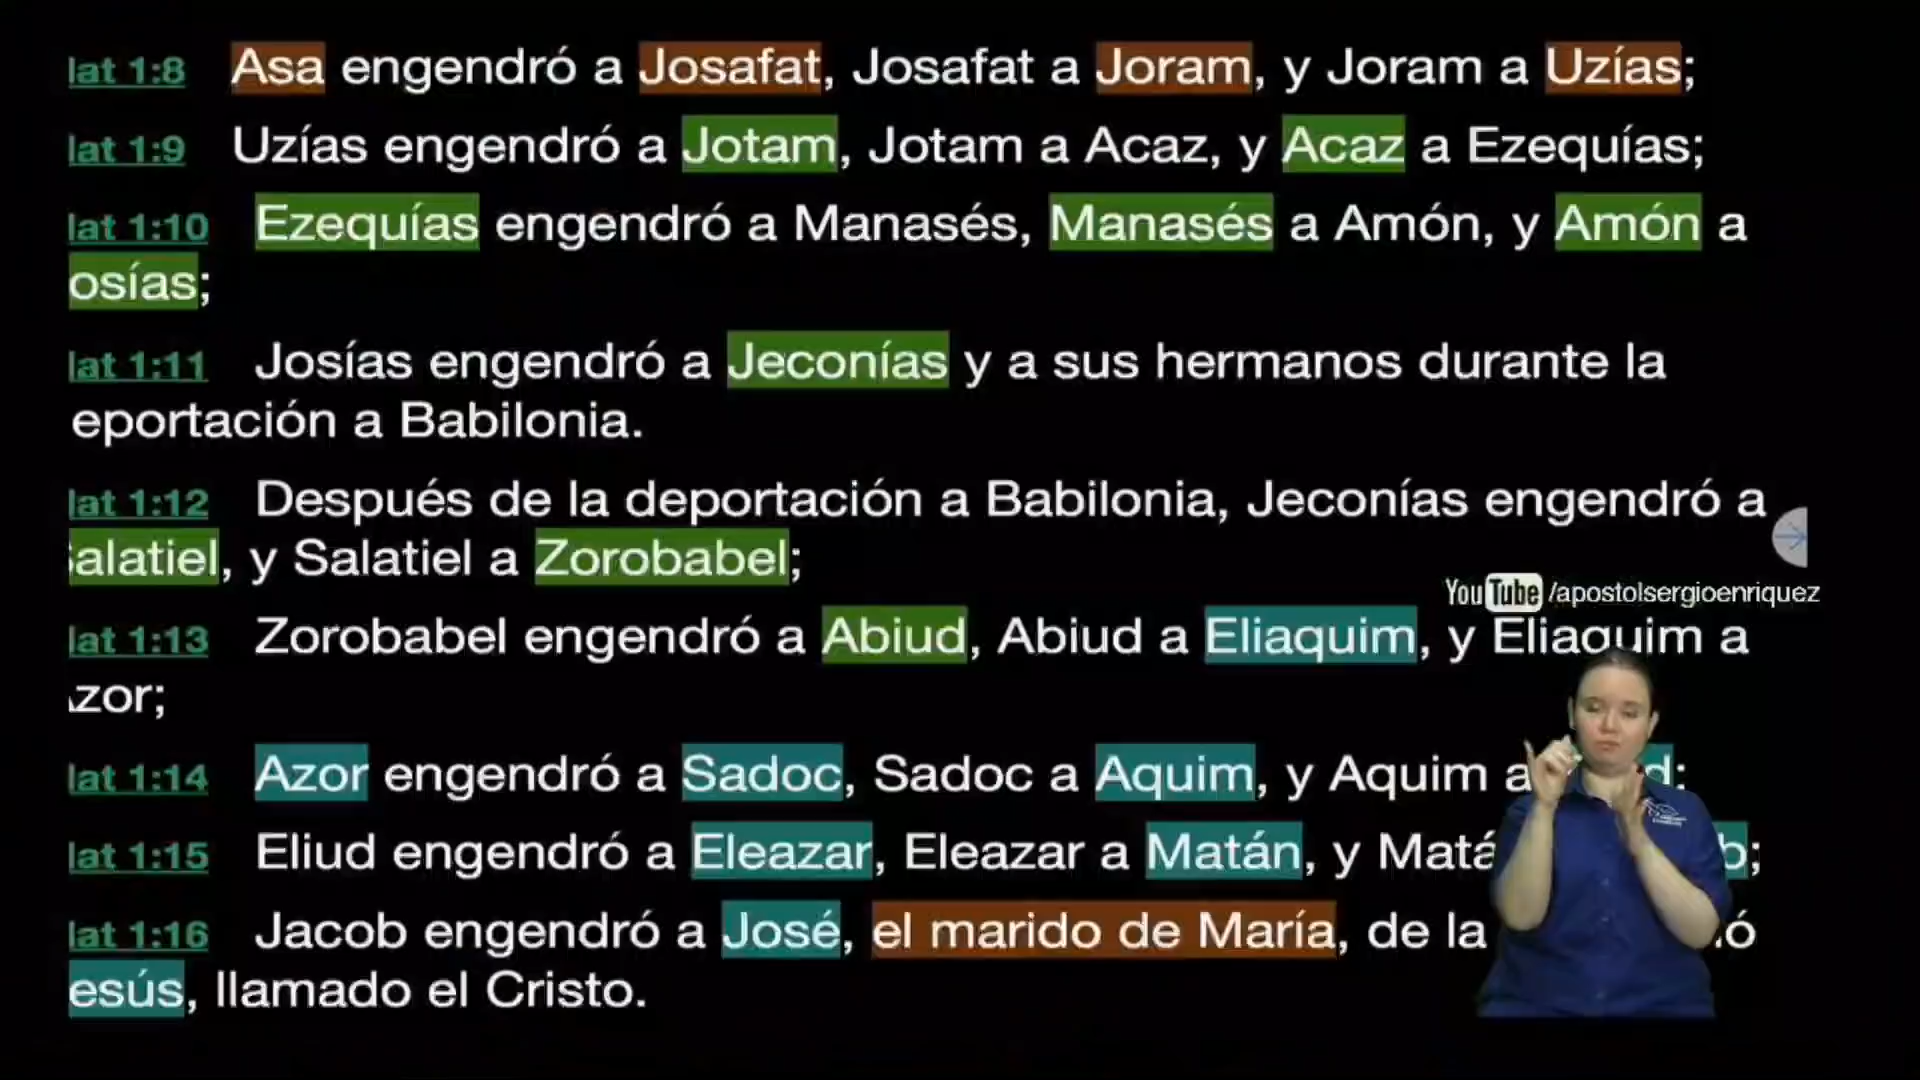 lat 1:8 Asa engendró a Josafat, Josafat a Joram, y Joram a Uzías;
lat 1:9 Uzías engendró a Jotam, Jotam a Acaz, y Acaz a Ezequías;
lat 1:10 Ezequías engendró a Manasés, Manasés a Amón, y Amón a
osías;
lat 1:11 Josías engendró a Jeconías y a sus hermanos durante la
eportación a Babilonia.
lat 1:12 Después de la deportación a Babilonia, Jeconías engendró a
Salatiel, y Salatiel a Zorobabel;
YouTube /apostolsergioenriquez
lat 1:13 Zorobabel engendró a Abiud, Abiud a Eliaquim, y Eliaquim a
Azor;
lat 1:14 Azor engendró a Sadoc, Sadoc a Aquim, y Aquim a d;
lat 1:15 Eliud engendró a Eleazar, Eleazar a Matán, y Matá b;
lat 1:16 Jacob engendró a José, el marido de María, de la ó
esús, llamado el Cristo.